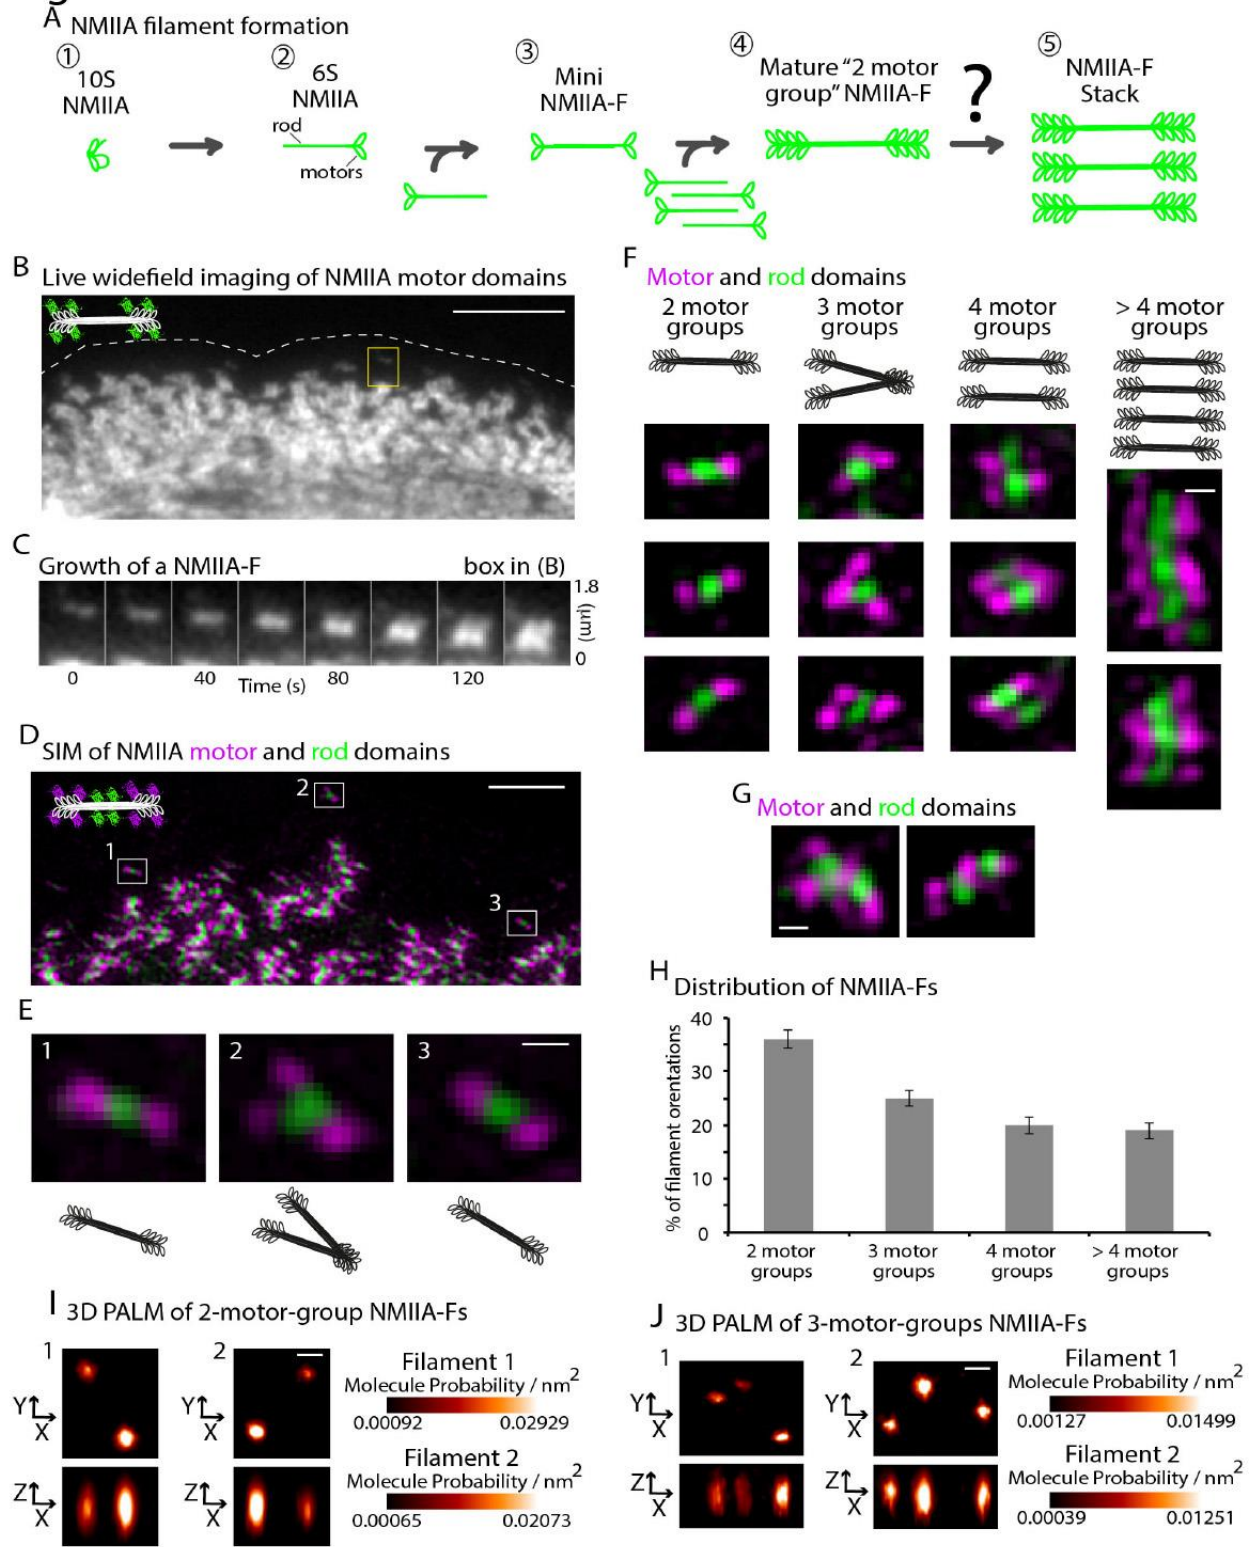 A NMIIA filament formation
①
10S
NMIIA
②
6S
NMIIA
rod
motors
③
Mini
NMIIA-F
④
Mature “2 motor
group” NMIIA-F
?
⑤
NMIIA-F
Stack
B Live widefield imaging of NMIIA motor domains
C Growth of a NMIIA-F box in (B)
1.8
(µm)
0
0 40 80 120
Time (s)
D SIM of NMIIA motor and rod domains
1
2
3
E
1 2 3
F Motor and rod domains
2 motor groups
3 motor groups
4 motor groups
> 4 motor groups
G Motor and rod domains
H Distribution of NMIIA-Fs
% of filament orentations
40
30
20
10
0
2 motor groups
3 motor groups
4 motor groups
> 4 motor groups
I 3D PALM of 2-motor-group NMIIA-Fs
1 2
Y X
Y X
Z X
Z X
Filament 1
Molecule Probability / nm²
0.00092 0.02929
Filament 2
Molecule Probability / nm²
0.00065 0.02073
J 3D PALM of 3-motor-groups NMIIA-Fs
1 2
Y X
Y X
Z X
Z X
Filament 1
Molecule Probability / nm²
0.00127 0.01499
Filament 2
Molecule Probability / nm²
0.00039 0.01251